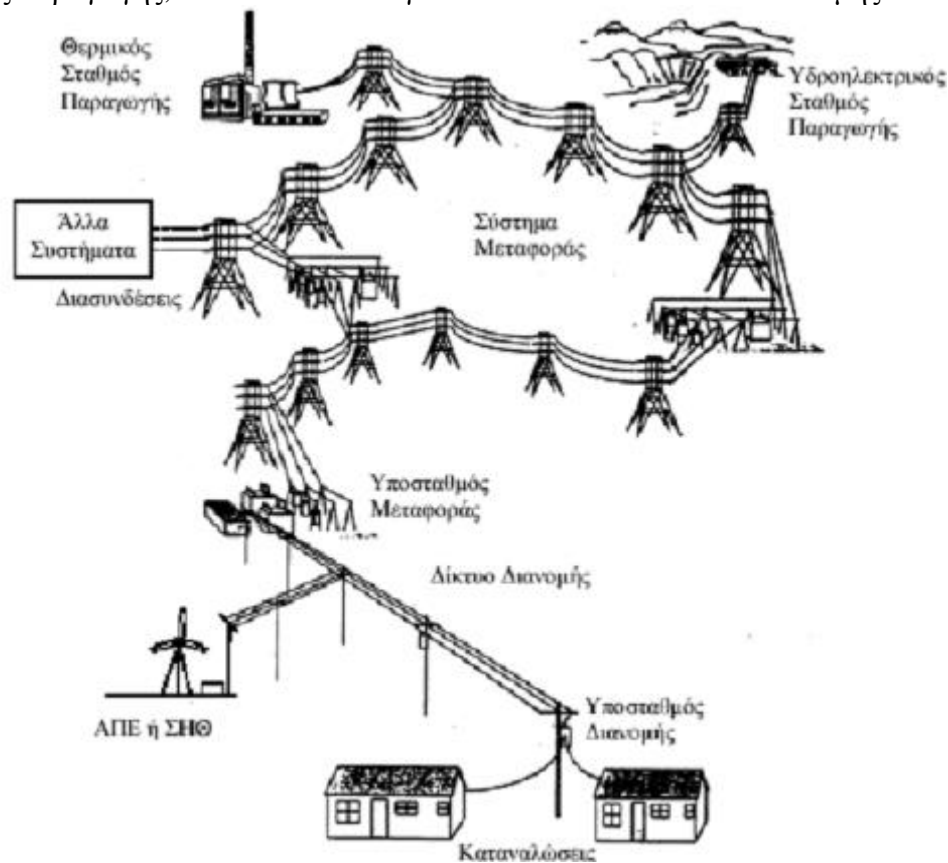 Θερμικός
Σταθμός
Παραγωγής
Υδροηλεκτρικός
Σταθμός
Παραγωγής
Άλλα
Συστήματα
Διασυνδέσεις
Σύστημα
Μεταφοράς
Υποσταθμός
Μεταφοράς
Δίκτυο Διανομής
ΑΠΕ ή ΣΗΘ
Υποσταθμός
Διανομής
Καταναλώσεις